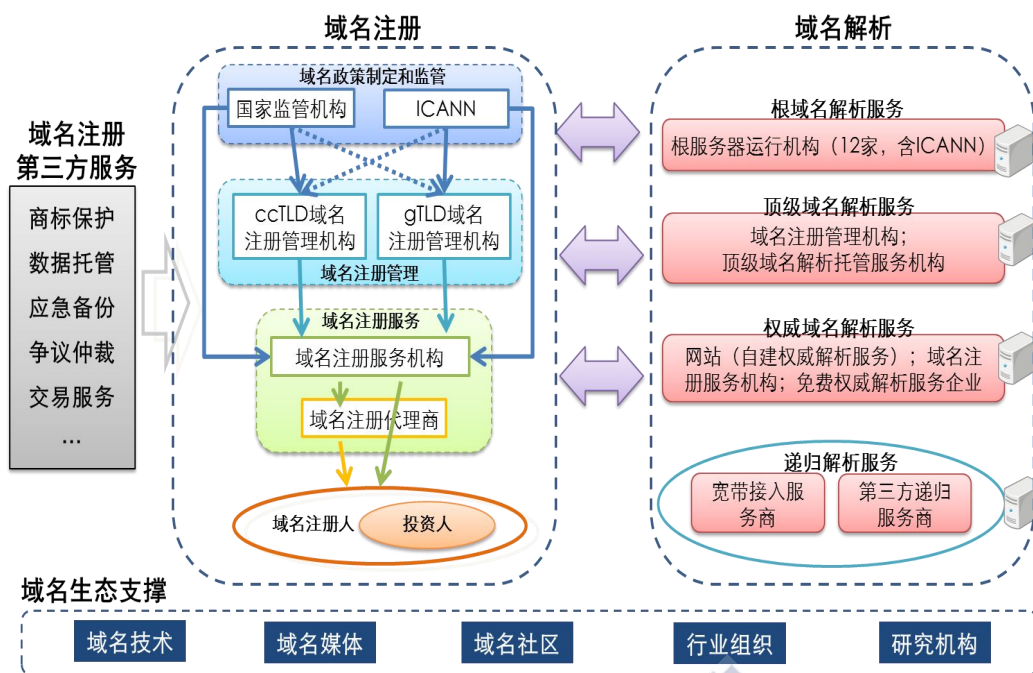 域名注册
域名解析
域名注册
第三方服务
商标保护
数据托管
应急备份
争议仲裁
交易服务
...
域名政策制定和监管
国家监管机构
ICANN
ccTLD域名
注册管理机构
gTLD域名
注册管理机构
域名注册管理
域名注册服务
域名注册服务机构
域名注册代理商
域名注册人
投资人
根域名解析服务
根服务器运行机构（12家，含ICANN）
顶级域名解析服务
域名注册管理机构；
顶级域名解析托管服务机构
权威域名解析服务
网站（自建权威解析服务）；域名注
册服务机构；免费权威解析服务企业
递归解析服务
宽带接入服
务商
第三方递归
服务商
域名生态支撑
域名技术
域名媒体
域名社区
行业组织
研究机构